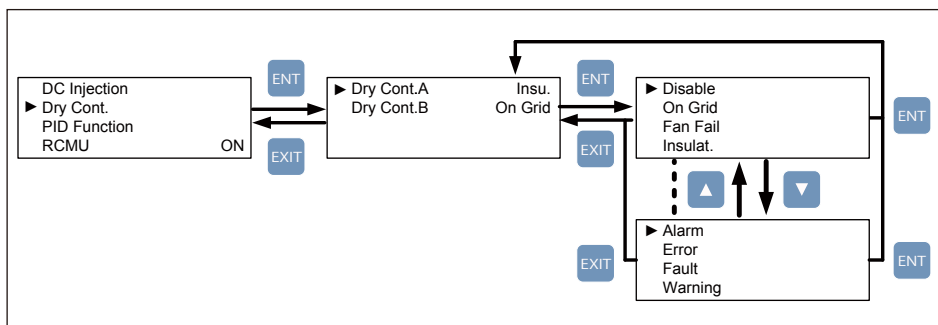 DC Injection
► Dry Cont.
PID Function
RCMU ON
ENT
EXIT
► Dry Cont.A Insu.
Dry Cont.B On Grid
ENT
EXIT
► Disable
On Grid
Fan Fail
Insulat.
ENT
▲
▼
► Alarm
Error
Fault
Warning
EXIT
ENT